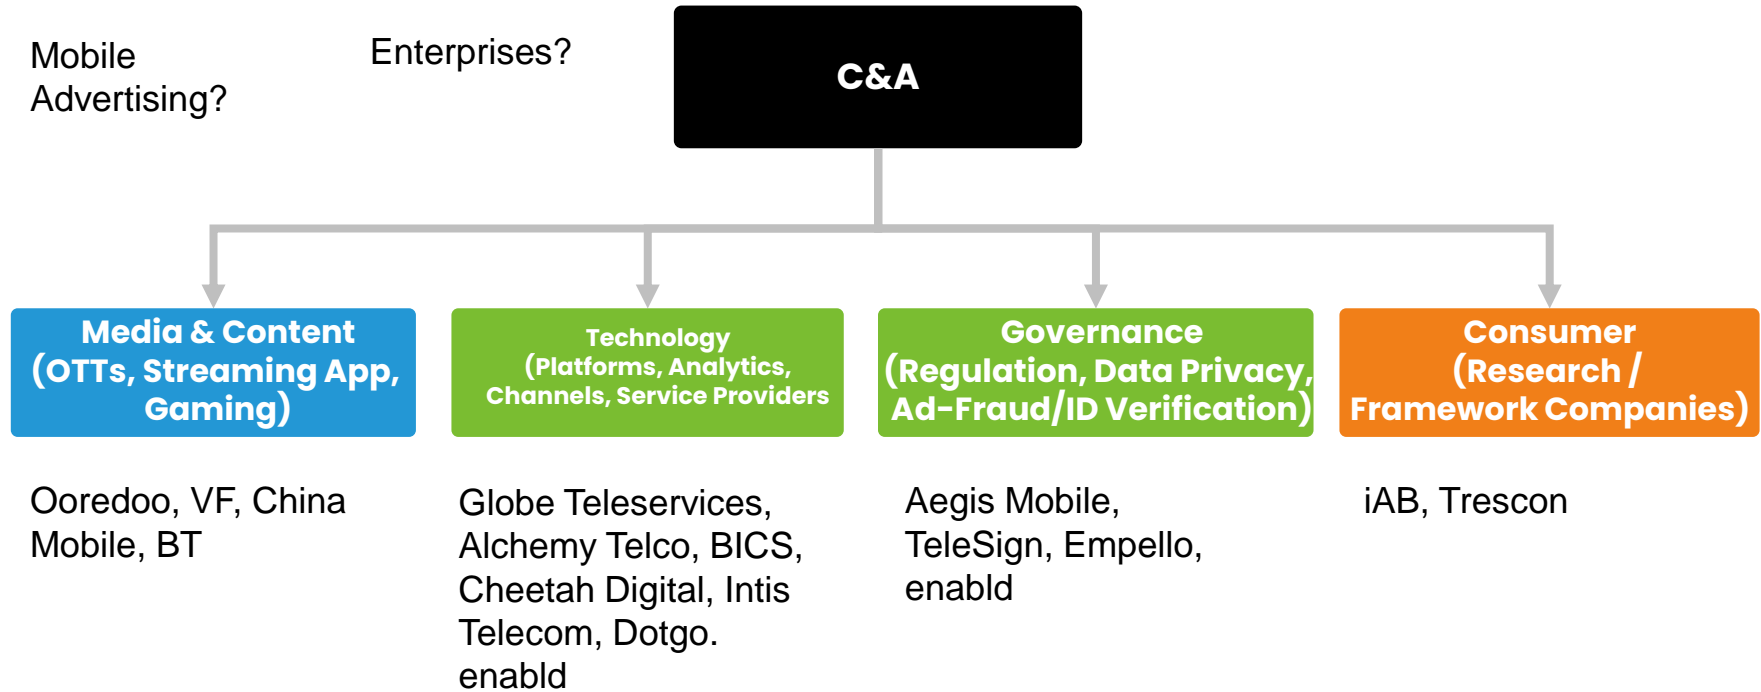 Mobile
Advertising?
Enterprises?
C&A
Media & Content
(OTTs, Streaming App,
Gaming)
Technology
(Platforms, Analytics,
Channels, Service Providers
Governance
(Regulation, Data Privacy,
Ad-Fraud/ID Verification)
Consumer
(Research /
Framework Companies)
Ooredoo, VF, China
Mobile, BT
Globe Teleservices,
Alchemy Telco, BICS,
Cheetah Digital, Intis
Telecom, Dotgo.
enabld
Aegis Mobile,
TeleSign, Empello,
enabld
iAB, Trescon